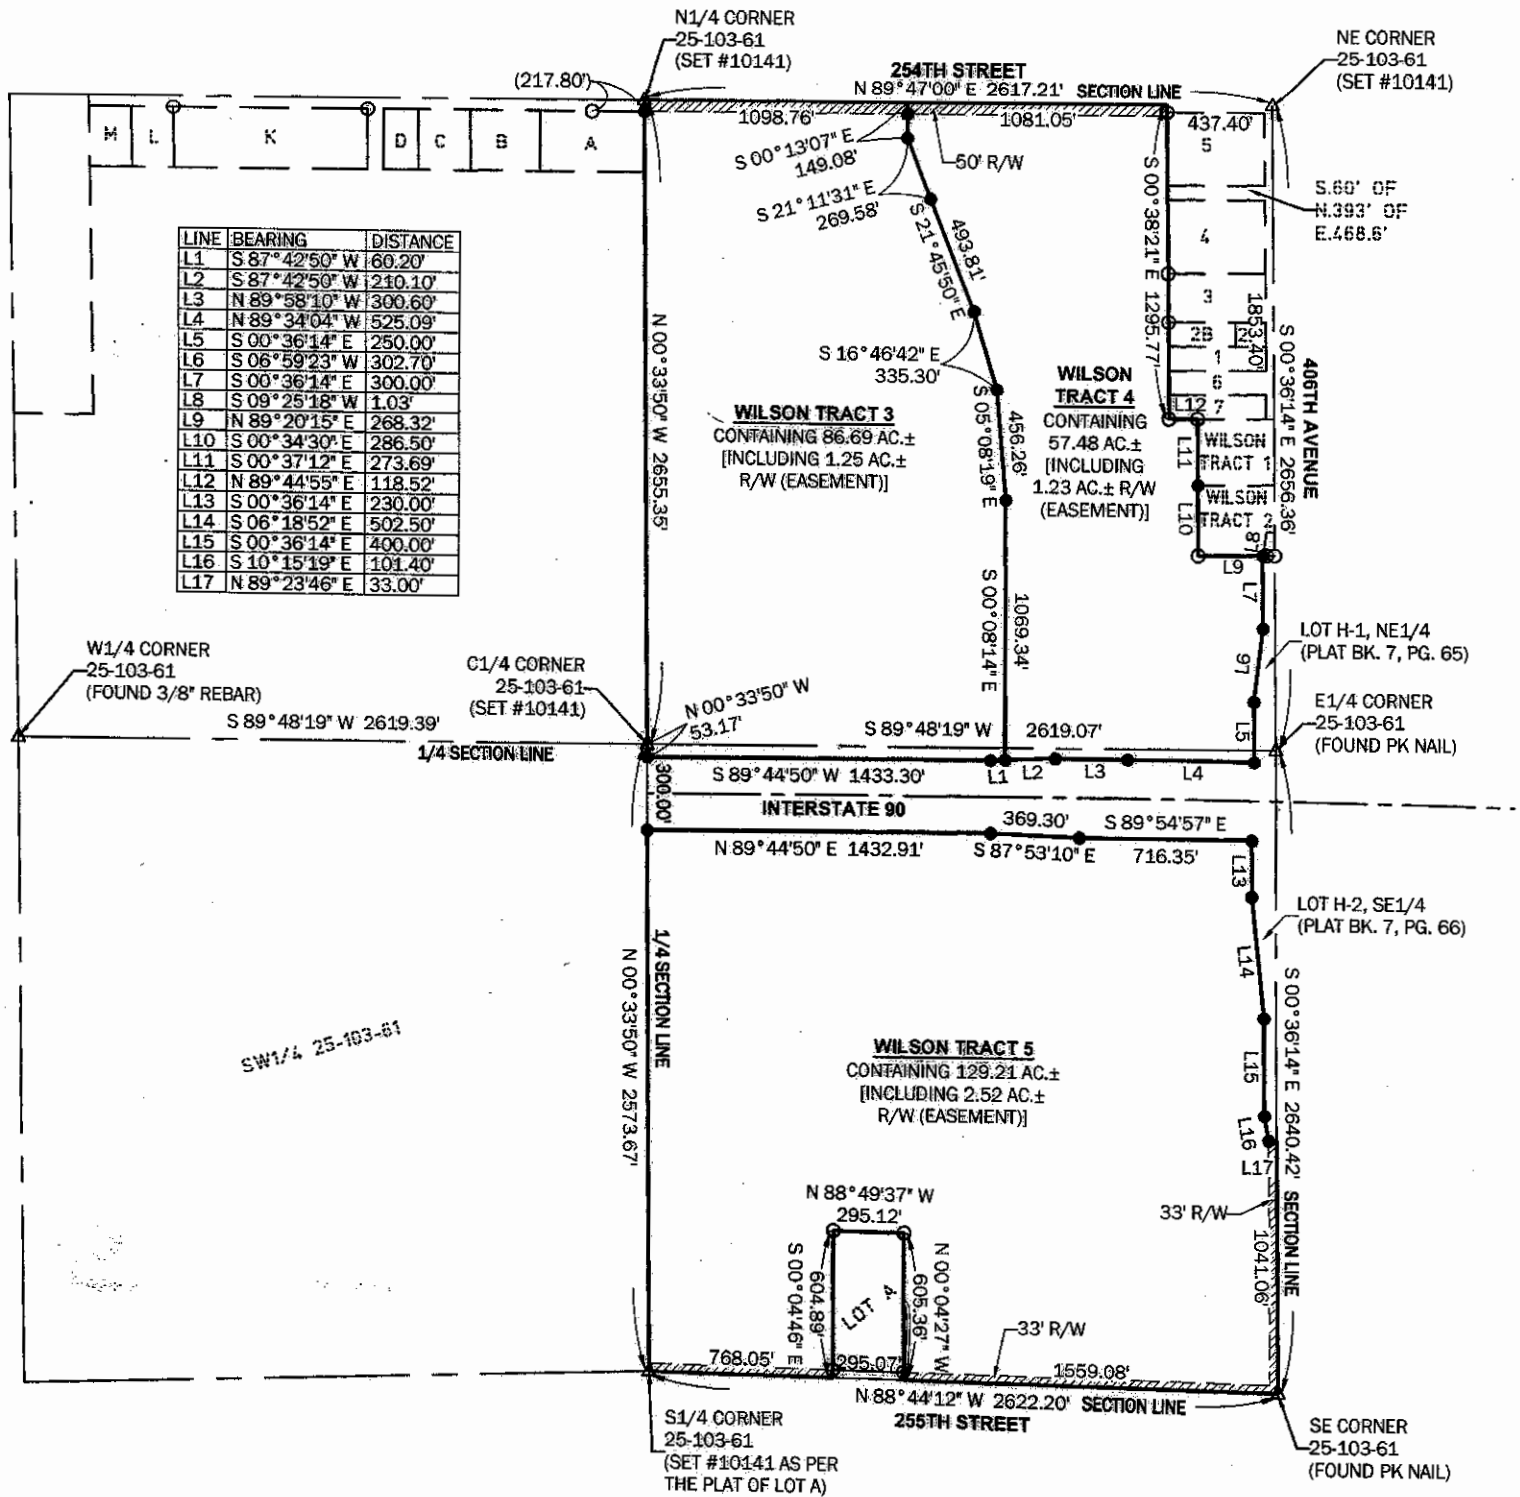 N1/4 CORNER
25-103-61
(SET #10141)
NE CORNER
25-103-61
(SET #10141)
(217.80')
254TH STREET
N 89°47'00" E 2617.21' SECTION LINE
1098.76'
1081.05'
437.40'
M
L
K
D
C
B
A
S 00°13'07" E
149.08'
50' R/W
5
S 21°11'31" E
269.58'
S.60' OF
N.393' OF
E.468.6'
S 00°38'21" E 1295.77'
493.81'
S 21°45'50" E
4
3
2B
1
6
7
1853.40'
S 00°36'14" E 2656.36'
406TH AVENUE
LINE BEARING DISTANCE
L1 S 87°42'50" W 60.20'
L2 S 87°42'50" W 210.10'
L3 N 89°58'10" W 300.60'
L4 N 89°34'04" W 525.09'
L5 S 00°36'14" E 250.00'
L6 S 06°59'23" W 302.70'
L7 S 00°36'14" E 300.00'
L8 S 09°25'18" W 1.03'
L9 N 89°20'15" E 268.32'
L10 S 00°34'30" E 286.50'
L11 S 00°37'12" E 273.69'
L12 N 89°44'55" E 118.52'
L13 S 00°36'14" E 230.00'
L14 S 06°18'52" E 502.50'
L15 S 00°36'14" E 400.00'
L16 S 10°15'19" E 101.40'
L17 N 89°23'46" E 33.00'
N 00°33'50" W 2655.35'
S 16°46'42" E
335.30'
WILSON TRACT 3
CONTAINING 86.69 AC.±
[INCLUDING 1.25 AC.±
R/W (EASEMENT)]
WILSON
TRACT 4
CONTAINING
57.48 AC.±
[INCLUDING
1.23 AC.± R/W
(EASEMENT)]
456.26'
S 05°08'19" E
L12
L11
WILSON
TRACT 1
L10
WILSON
TRACT 2
L8
L9
L7
S 00°08'14" E
1069.34'
LOT H-1, NE1/4
(PLAT BK. 7, PG. 65)
L6
L5
W1/4 CORNER
25-103-61
(FOUND 3/8" REBAR)
C1/4 CORNER
25-103-61
(SET #10141)
N 00°33'50" W
53.17'
E1/4 CORNER
25-103-61
(FOUND PK NAIL)
S 89°48'19" W 2619.39'
1/4 SECTION LINE
S 89°48'19" W 2619.07'
S 89°44'50" W 1433.30'
L1
L2
L3
L4
300.00'
INTERSTATE 90
369.30'
S 89°54'57" E
N 89°44'50" E 1432.91'
S 87°53'10" E
716.35'
L13
LOT H-2, SE1/4
(PLAT BK. 7, PG. 66)
L14
1/4 SECTION LINE
N 00°33'50" W 2573.67'
SW1/4 25-103-61
WILSON TRACT 5
CONTAINING 129.21 AC.±
[INCLUDING 2.52 AC.±
R/W (EASEMENT)]
S 00°36'14" E 2640.42' SECTION LINE
L15
L16
L17
33' R/W
1041.06'
N 88°49'37" W
295.12'
S 00°04'46" E
604.89'
LOT 4
605.36'
N 00°04'27" W
33' R/W
768.05'
295.07'
1559.08'
N 88°44'12" W 2622.20' SECTION LINE
255TH STREET
S1/4 CORNER
25-103-61
(SET #10141 AS PER
THE PLAT OF LOT A)
SE CORNER
25-103-61
(FOUND PK NAIL)